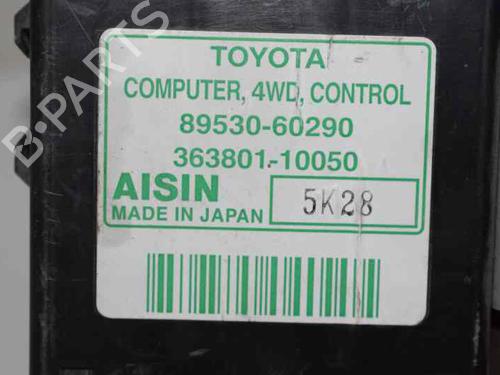 TOYOTA
COMPUTER, 4WD, CONTROL
89530-60290
363801-10050
AISIN
MADE IN JAPAN
5K28
B-PARTS